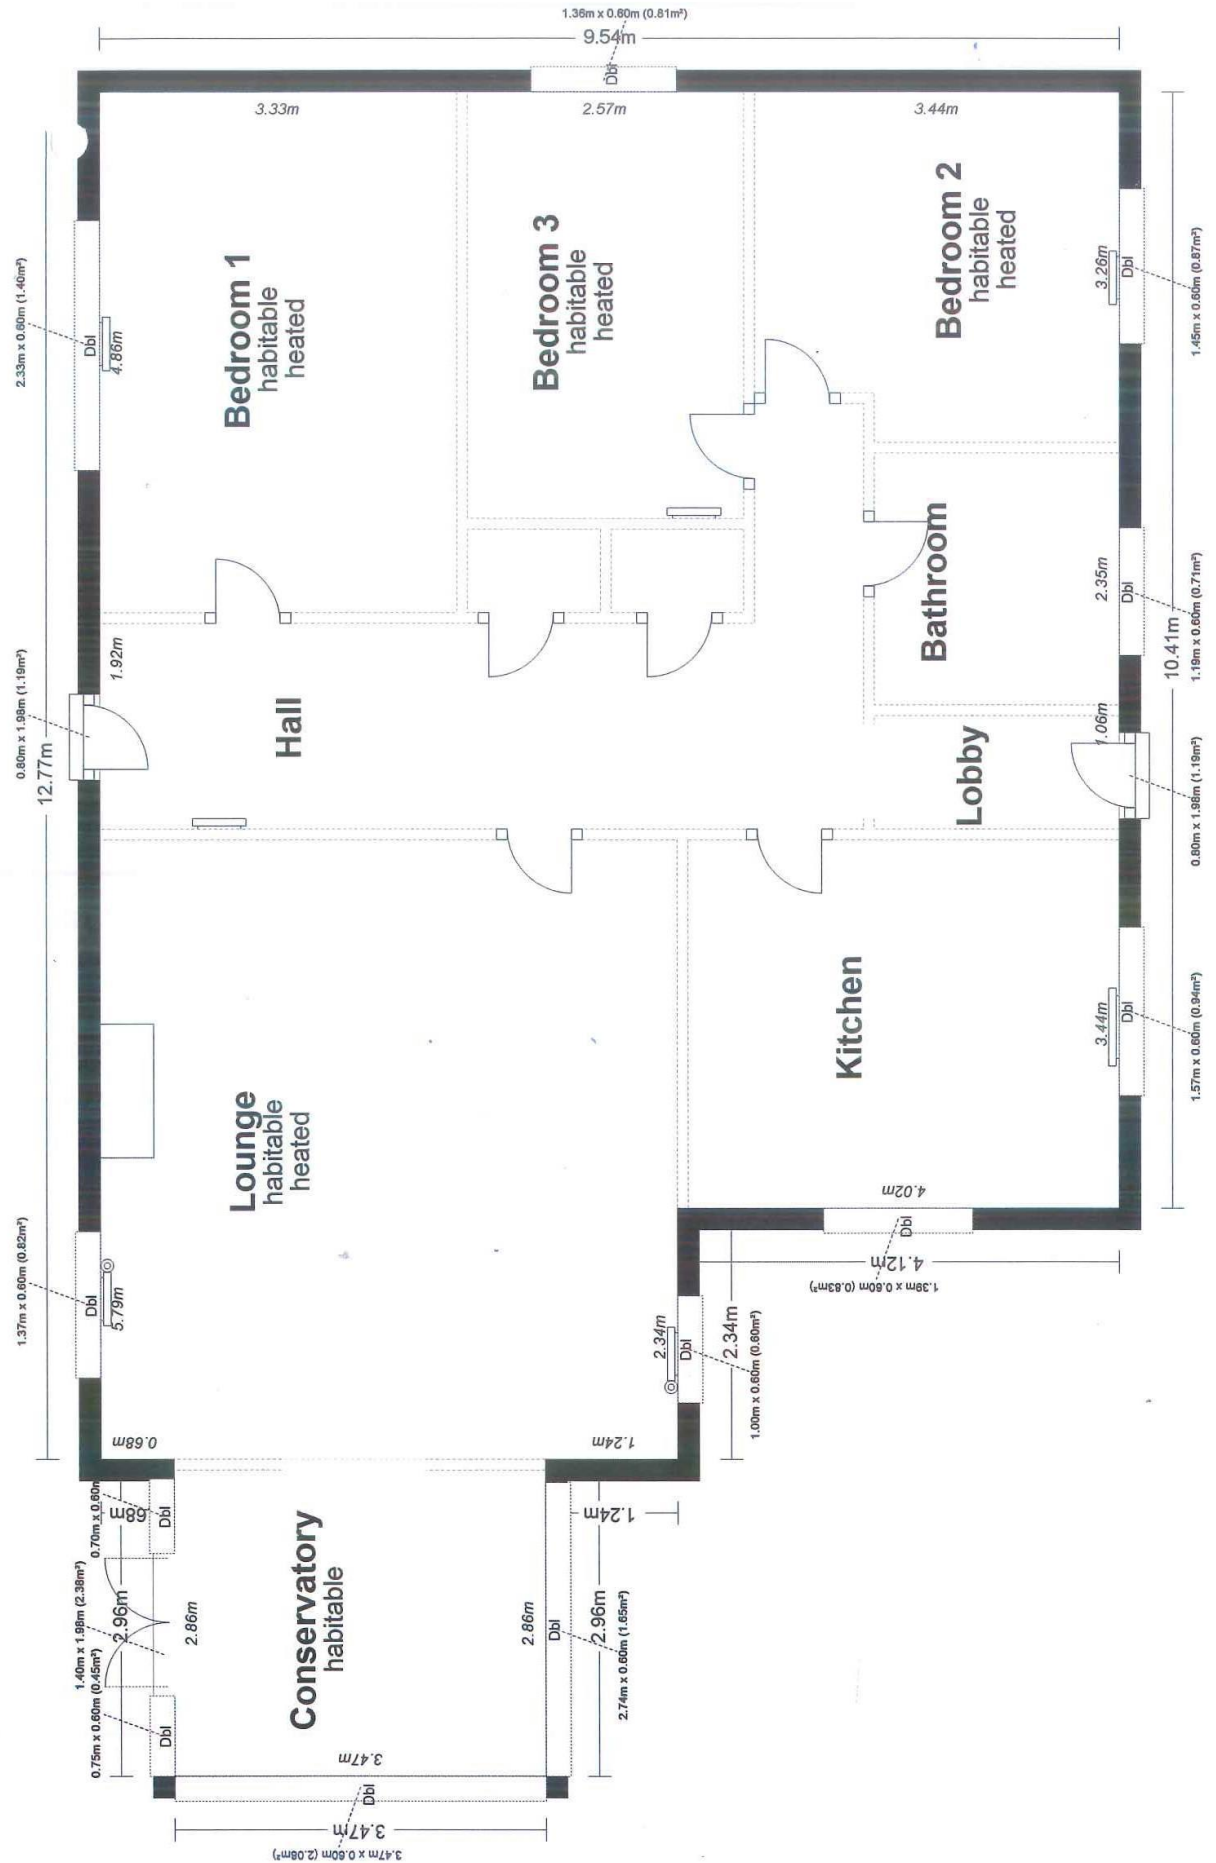 1.36m x 0.60m (0.81m²)
9.54m
Dbl
3.33m
2.57m
3.44m
2.33m x 0.60m (1.40m²)
Dbl
4.86m
Bedroom 1
habitable
heated
Bedroom 3
habitable
heated
Bedroom 2
habitable
heated
3.26m
Dbl
1.45m x 0.60m (0.87m²)
0.80m x 1.98m (1.19m²)
12.77m
1.92m
Hall
Bathroom
2.35m
Dbl
1.19m x 0.60m (0.71m²)
10.41m
Lobby
1.06m
0.80m x 1.98m (1.19m²)
1.37m x 0.60m (0.82m²)
Dbl
5.79m
Lounge
habitable
heated
Kitchen
3.44m
Dbl
1.57m x 0.60m (0.94m²)
4.02m
Dbl
4.12m
1.39m x 0.60m (0.83m²)
2.34m
Dbl
2.34m
1.00m x 0.60m (0.60m²)
0.68m
1.24m
0.70m x 0.60m
68m
Dbl
1.24m
1.40m x 1.98m (2.38m²)
2.96m
2.86m
Conservatory
habitable
2.86m
Dbl
2.96m
2.74m x 0.60m (1.65m²)
0.75m x 0.60m (0.45m²)
Dbl
3.47m
Dbl
3.47m
3.47m x 0.60m (2.08m²)